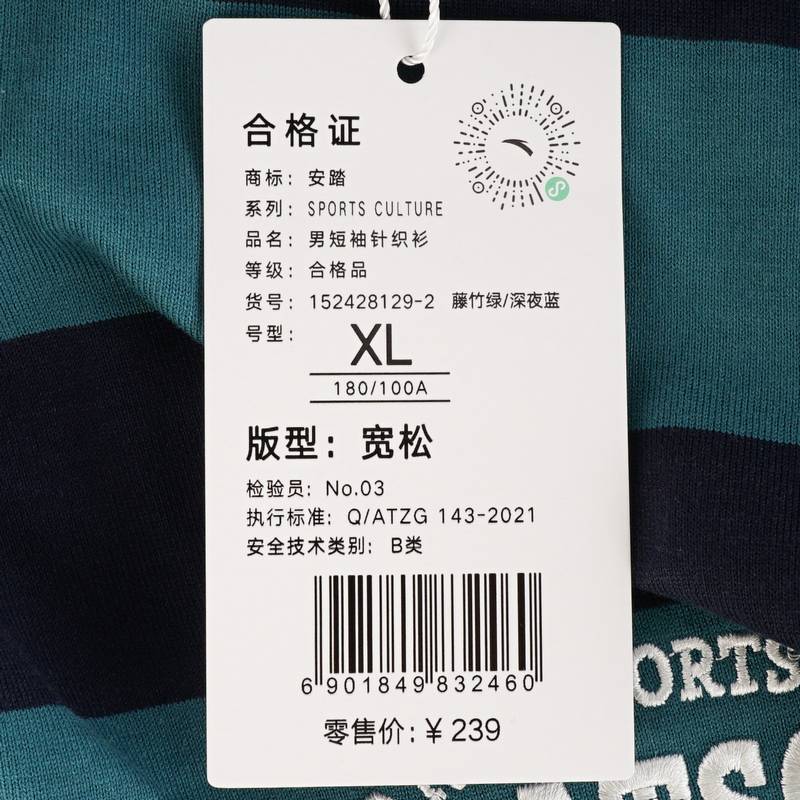 合格证
商标：安踏
系列：SPORTS CULTURE
品名：男短袖针织衫
等级：合格品
货号：152428129-2 藤竹绿/深夜蓝
号型：
XL
180/100A
版型：宽松
检验员：No.03
执行标准：Q/ATZG 143-2021
安全技术类别：B类
6 901849 832460
零售价：¥ 239
ORTS